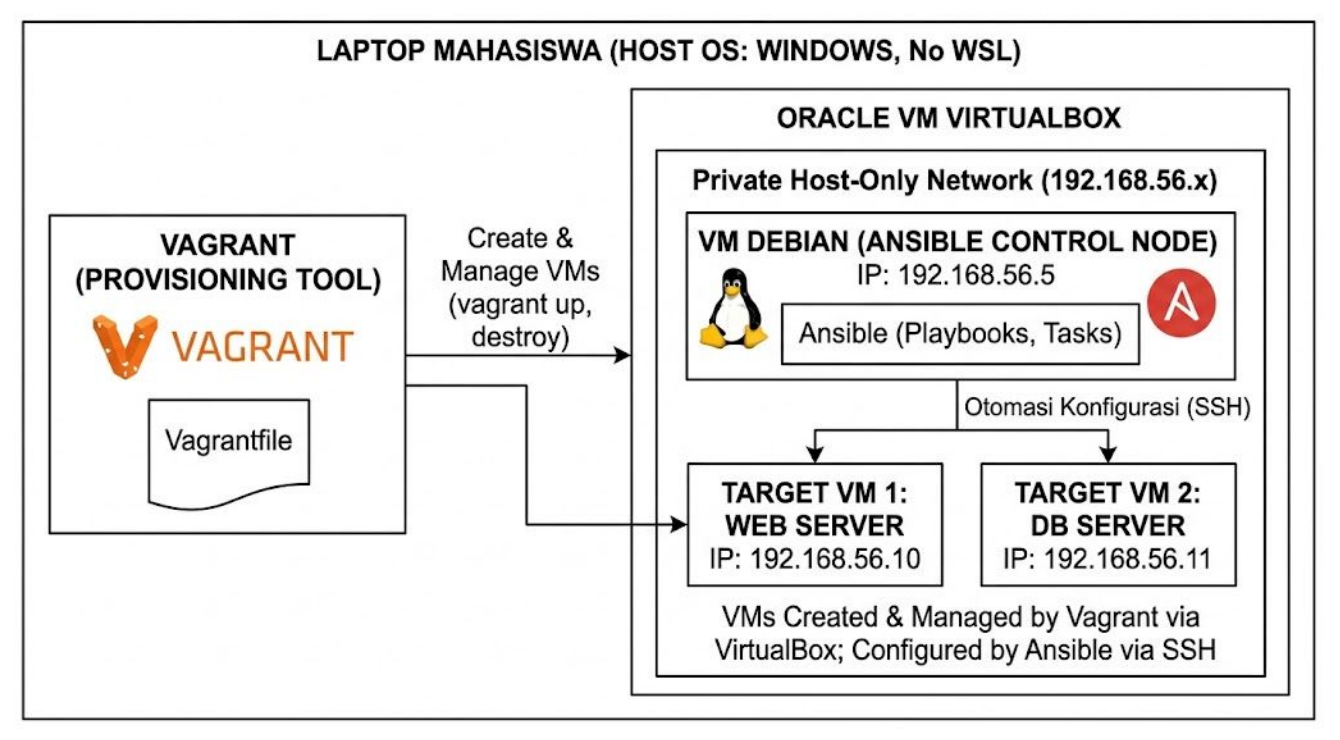 LAPTOP MAHASISWA (HOST OS: WINDOWS, No WSL)
ORACLE VM VIRTUALBOX
Private Host-Only Network (192.168.56.x)
VAGRANT
(PROVISIONING TOOL)
VAGRANT
Vagrantfile
Create &
Manage VMs
(vagrant up,
destroy)
VM DEBIAN (ANSIBLE CONTROL NODE)
IP: 192.168.56.5
A
Ansible (Playbooks, Tasks)
Otomasi Konfigurasi (SSH)
TARGET VM 1:
WEB SERVER
IP: 192.168.56.10
TARGET VM 2:
DB SERVER
IP: 192.168.56.11
VMs Created & Managed by Vagrant via
VirtualBox; Configured by Ansible via SSH